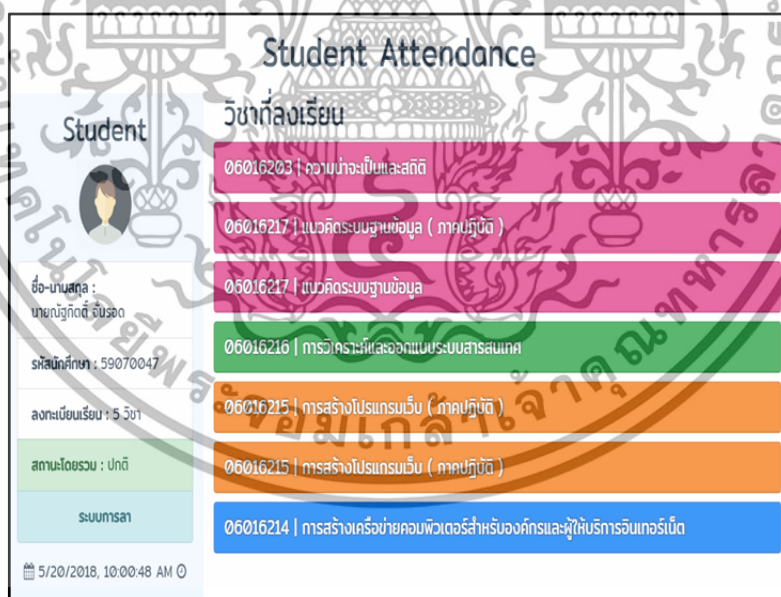 Student Attendance
Student
ชื่อ-นามสกุล :
นายณัฐกิตติ์
รหัสนักศึกษา : 59070047
ลงทะเบียนเรียน : 5 วิชา
สถานะโดยรวม : ปกติ
ระบบการลา
5/20/2018, 10:00:48 AM
วิชาที่ลงเรียน
06016203 | ความน่าจะเป็นและสถิติ
06016217 | แนวคิดระบบฐานข้อมูล ( ภาคปฏิบัติ )
06016217 | แนวคิดระบบฐานข้อมูล
06016216 | การวิเคราะห์และออกแบบระบบสารสนเทศ
06016215 | การสร้างโปรแกรมเว็บ ( ภาคปฏิบัติ )
06016215 | การสร้างโปรแกรมเว็บ ( ภาคปฏิบัติ )
06016214 | การสร้างเครือข่ายคอมพิวเตอร์สำหรับองค์กรและผู้ให้บริการอินเทอร์เน็ต